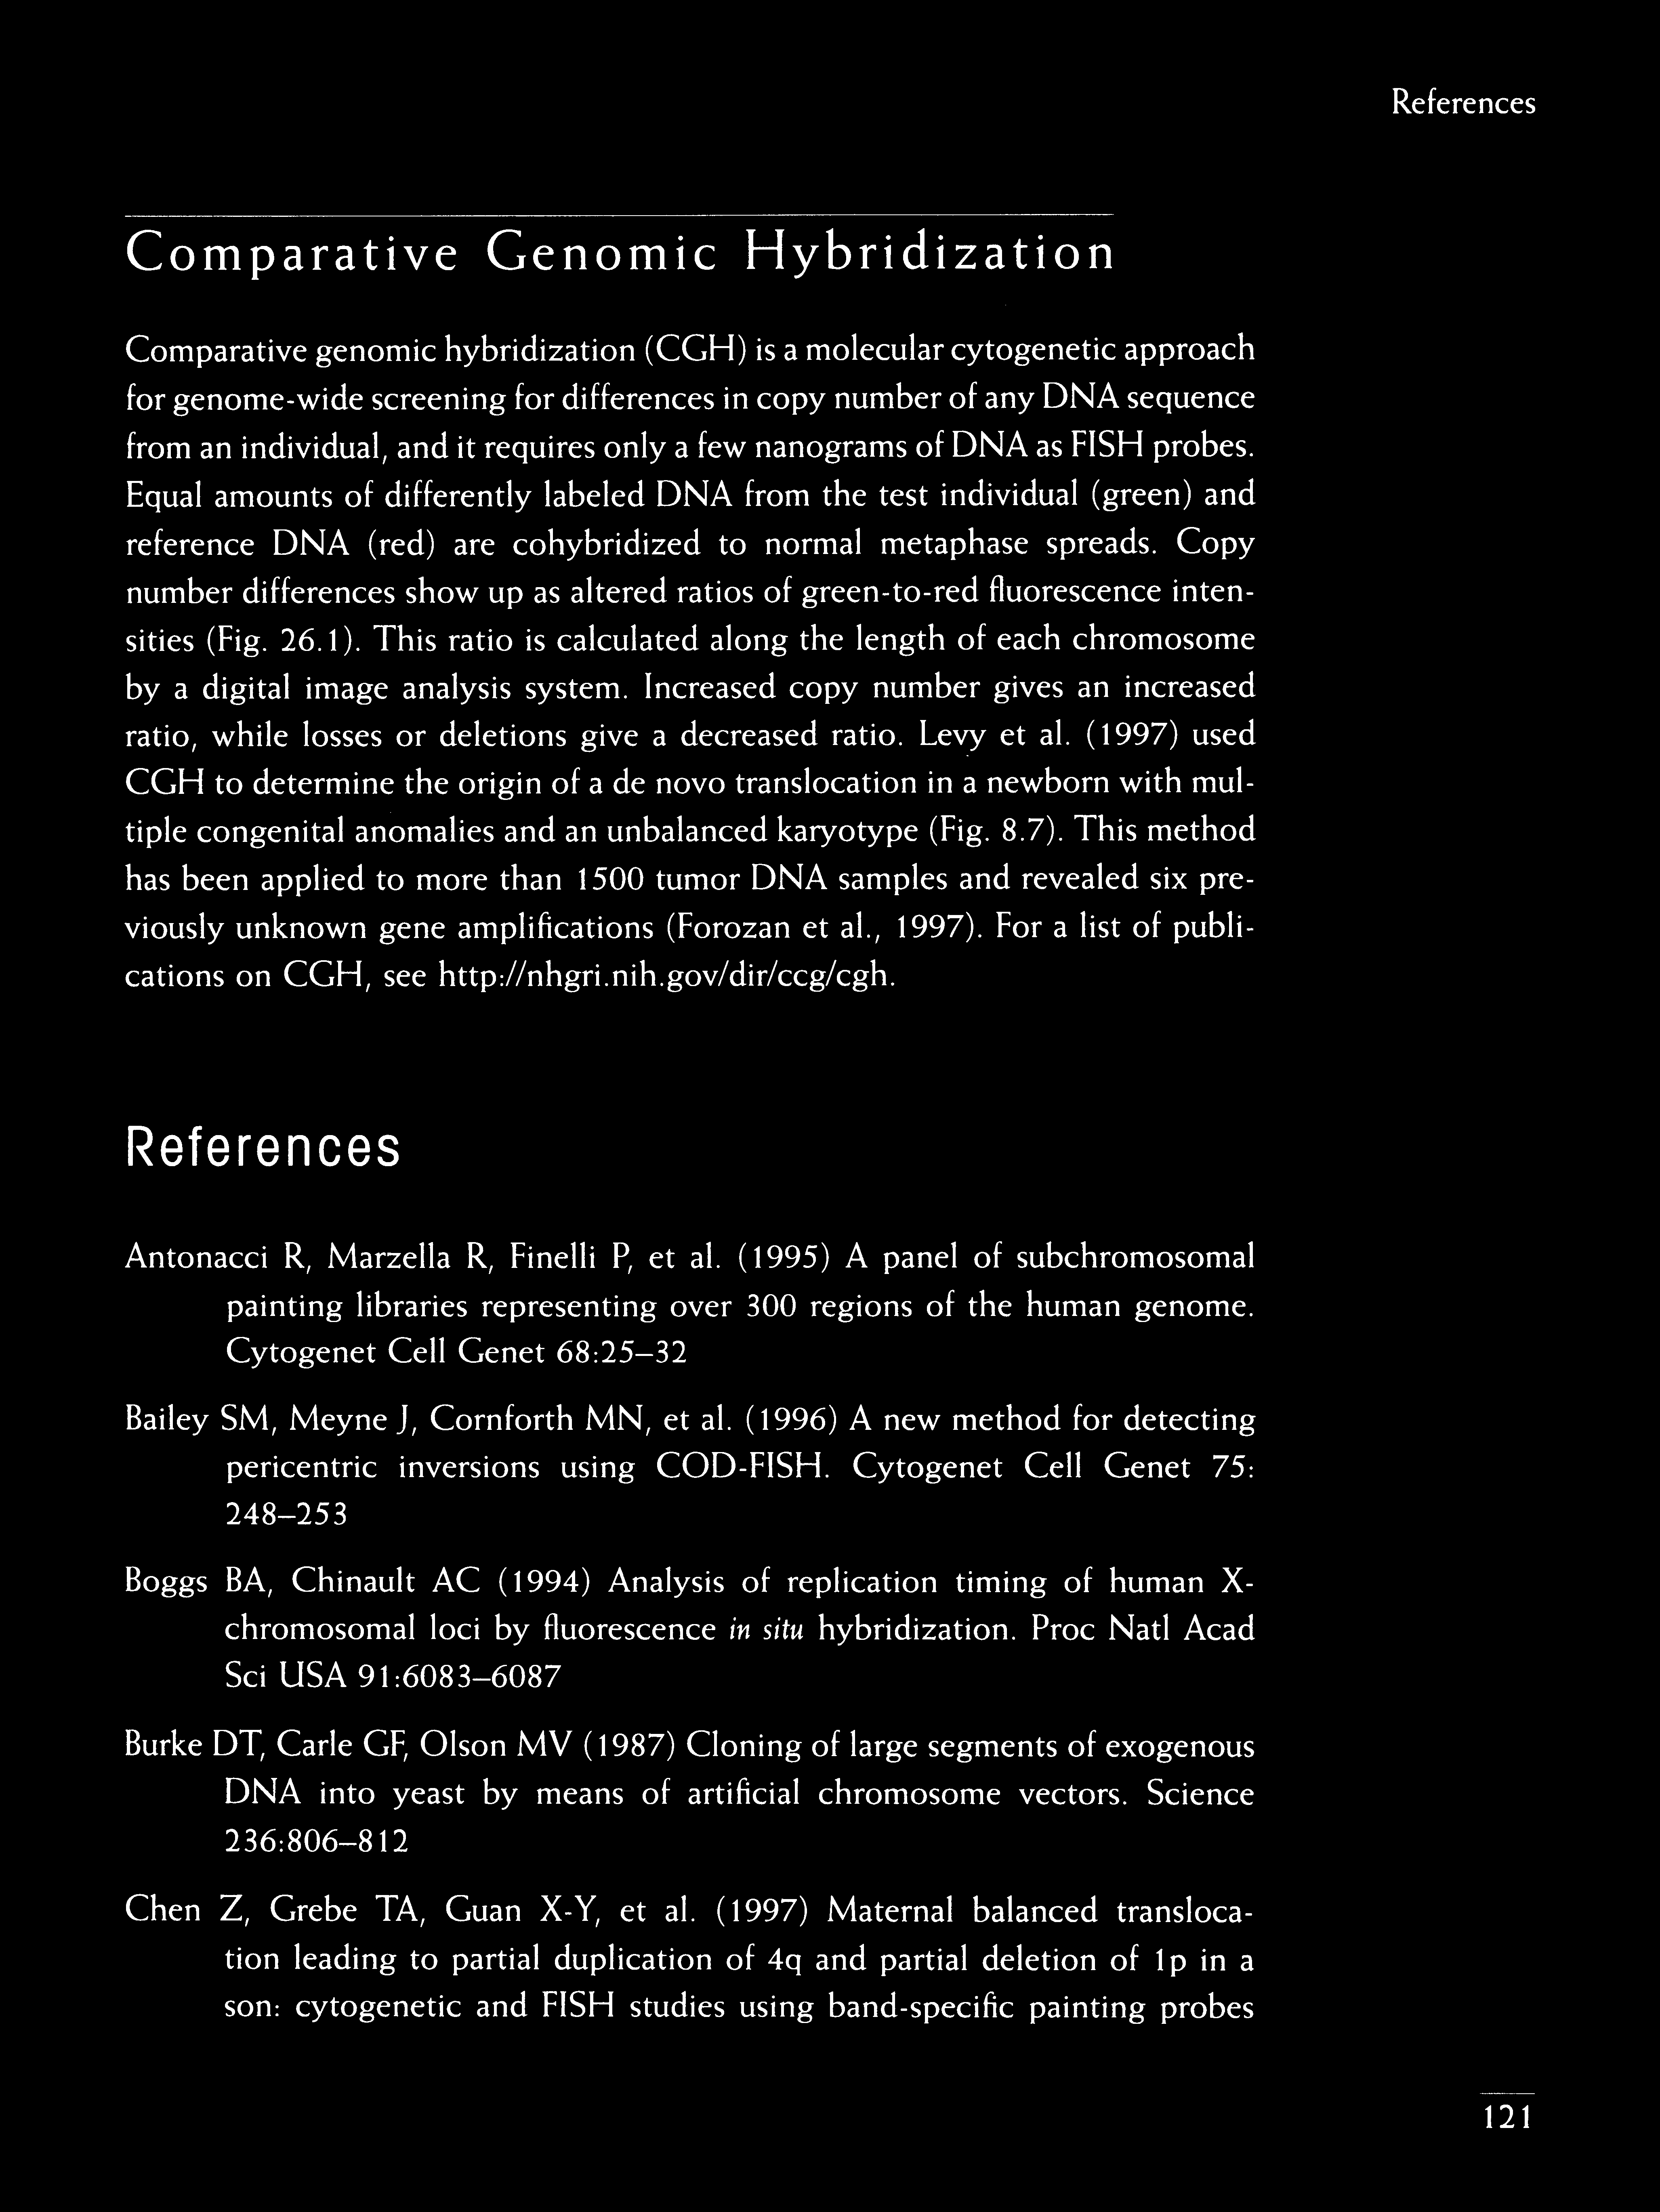 References
Comparative Genomic Hybridization
Comparative genomic hybridization (CGH) is a molecular cytogenetic approach
for genome-wide screening for differences in copy number of any DNA sequence
from an individual, and it requires only a few nanograms of DNA as FISH probes.
Equal amounts of differently labeled DNA from the test individual (green) and
reference DNA (red) are cohybridized to normal metaphase spreads. Copy
number differences show up as altered ratios of green-to-red fluorescence inten-
sities (Fig. 26.1). This ratio is calculated along the length of each chromosome
by a digital image analysis system. Increased copy number gives an increased
ratio, while losses or deletions give a decreased ratio. Levy et al. (1997) used
CGH to determine the origin of a de novo translocation in a newborn with mul-
tiple congenital anomalies and an unbalanced karyotype (Fig. 8.7). This method
has been applied to more than 1500 tumor DNA samples and revealed six pre-
viously unknown gene amplifications (Forozan et al., 1997). For a list of publi-
cations on CGH, see http://nhgri.nih.gov/dir/ccg/cgh.
References
Antonacci R, Marzella R, Finelli P, et al. (1995) A panel of subchromosomal
painting libraries representing over 300 regions of the human genome.
Cytogenet Cell Genet 68:25–32
Bailey SM, Meyne J, Cornforth MN, et al. (1996) A new method for detecting
pericentric inversions using COD-FISH. Cytogenet Cell Genet 75:
248–253
Boggs BA, Chinault AC (1994) Analysis of replication timing of human X-
chromosomal loci by fluorescence in situ hybridization. Proc Natl Acad
Sci USA 91:6083–6087
Burke DT, Carle GF, Olson MV (1987) Cloning of large segments of exogenous
DNA into yeast by means of artificial chromosome vectors. Science
236:806–812
Chen Z, Grebe TA, Guan X-Y, et al. (1997) Maternal balanced transloca-
tion leading to partial duplication of 4q and partial deletion of 1p in a
son: cytogenetic and FISH studies using band-specific painting probes
121